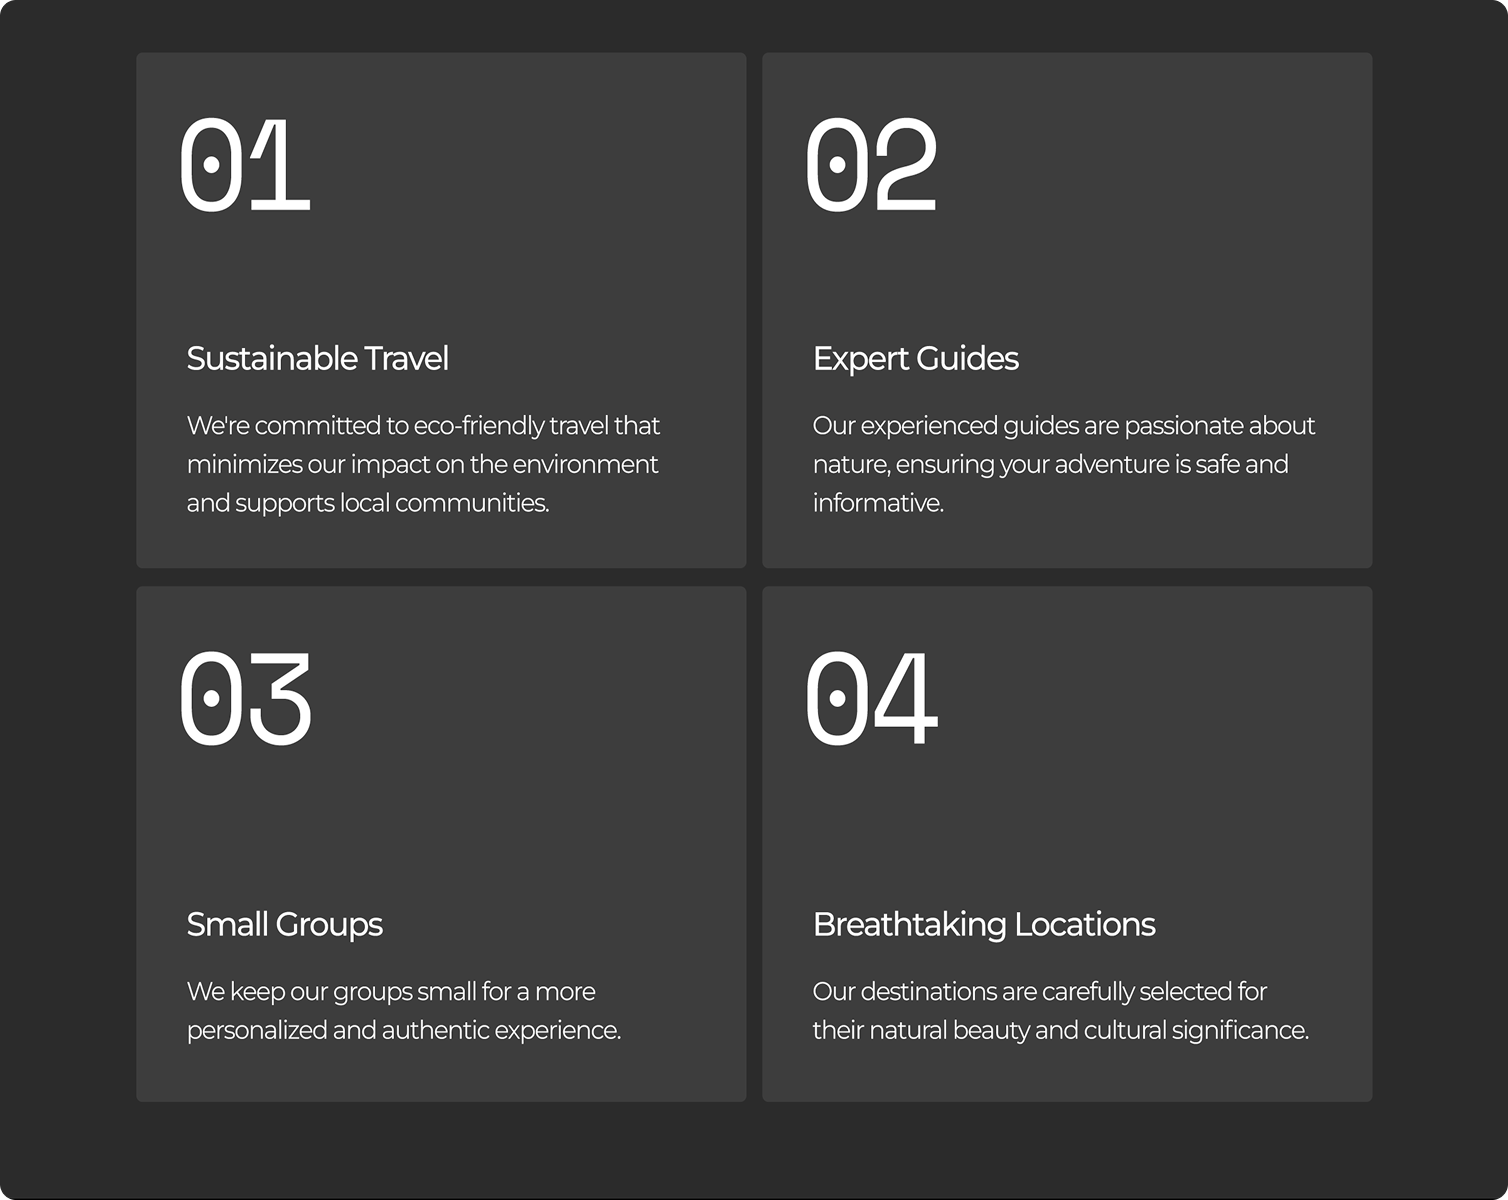 01
Sustainable Travel
We're committed to eco-friendly travel that
minimizes our impact on the environment
and supports local communities.
02
Expert Guides
Our experienced guides are passionate about
nature, ensuring your adventure is safe and
informative.
03
Small Groups
We keep our groups small for a more
personalized and authentic experience.
04
Breathtaking Locations
Our destinations are carefully selected for
their natural beauty and cultural significance.